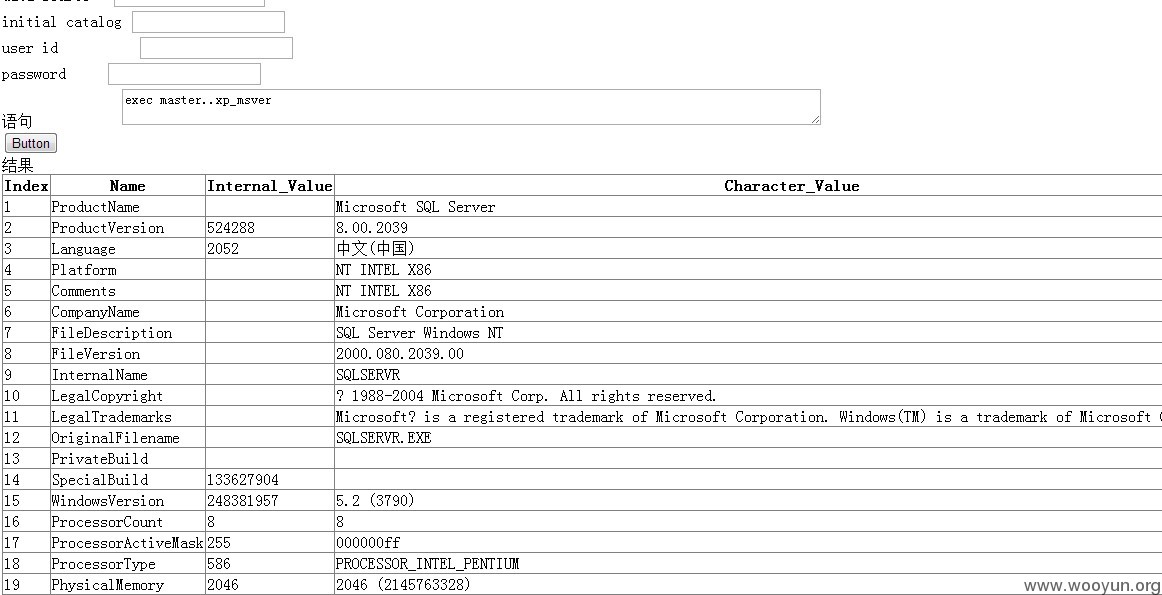 initial catalog
user id
password
exec master..xp_msver
语句
Button
结果
Index Name Internal_Value Character_Value
1 ProductName Microsoft SQL Server
2 ProductVersion 524288 8.00.2039
3 Language 2052 中文(中国)
4 Platform NT INTEL X86
5 Comments NT INTEL X86
6 CompanyName Microsoft Corporation
7 FileDescription SQL Server Windows NT
8 FileVersion 2000.080.2039.00
9 InternalName SQLSERVR
10 LegalCopyright ? 1988-2004 Microsoft Corp. All rights reserved.
11 LegalTrademarks Microsoft? is a registered trademark of Microsoft Corporation. Windows(TM) is a trademark of Microsoft
12 OriginalFilename SQLSERVR.EXE
13 PrivateBuild
14 SpecialBuild 133627904
15 WindowsVersion 248381957 5.2 (3790)
16 ProcessorCount 8 8
17 ProcessorActiveMask 255 000000ff
18 ProcessorType 586 PROCESSOR_INTEL_PENTIUM
19 PhysicalMemory 2046 2046 (2145763328)
www.wooyun.org